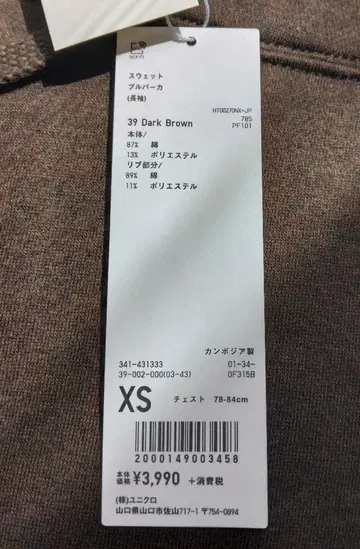 スウェット
プルパーカ
(長袖)
HT00270NX-JP
785
PF101
39 Dark Brown
本体/
87% 綿
13% ポリエステル
リブ部分/
89% 綿
11% ポリエステル
カンボジア製
341-431333 01-34-
39-002-000(03-43) 0F315B
XS チェスト 78-84cm
2000149003458
本体価格 ¥3,990 +消費税
(株)ユニクロ
山口県山口市佐山717-1 〒754-0894